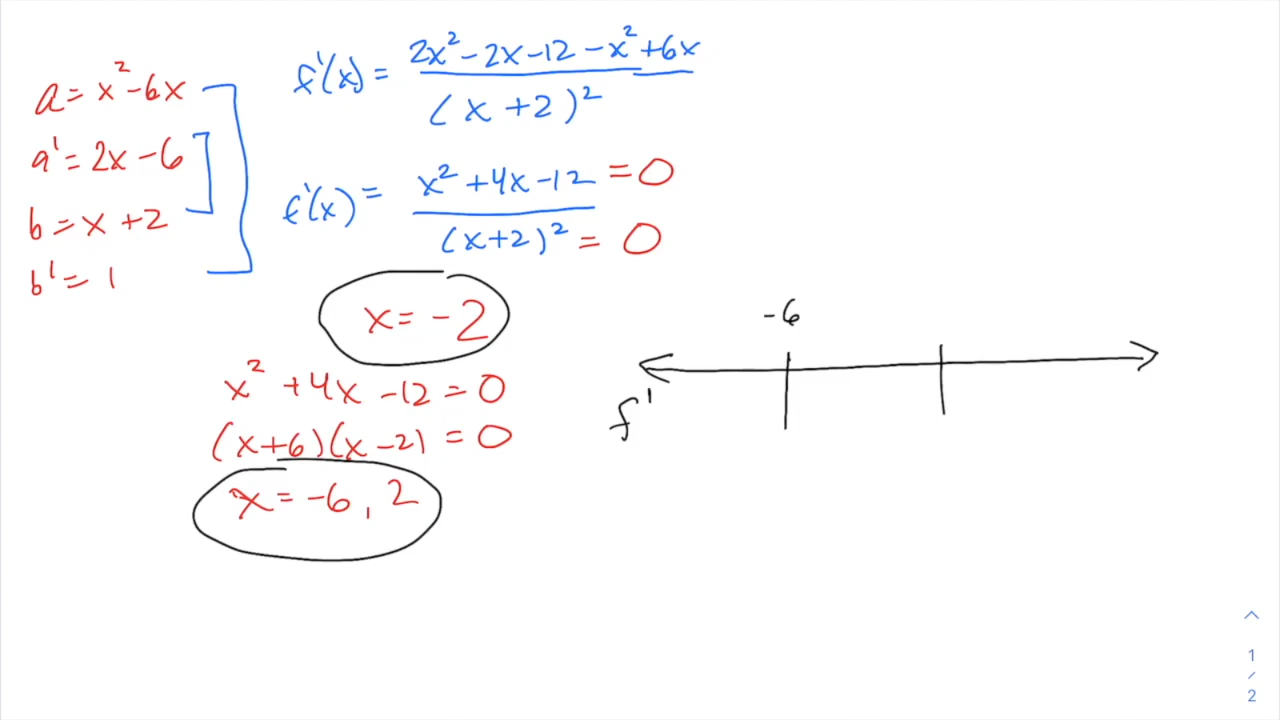 a = x² - 6x
a' = 2x - 6
b = x + 2
b' = 1
f'(x) = (2x² - 2x - 12 - x² + 6x) / (x + 2)²
f'(x) = (x² + 4x - 12) / (x + 2)²
= 0
= 0
x = -2
x² + 4x - 12 = 0
(x + 6)(x - 2) = 0
x = -6, 2
-6
f'
1
/
2